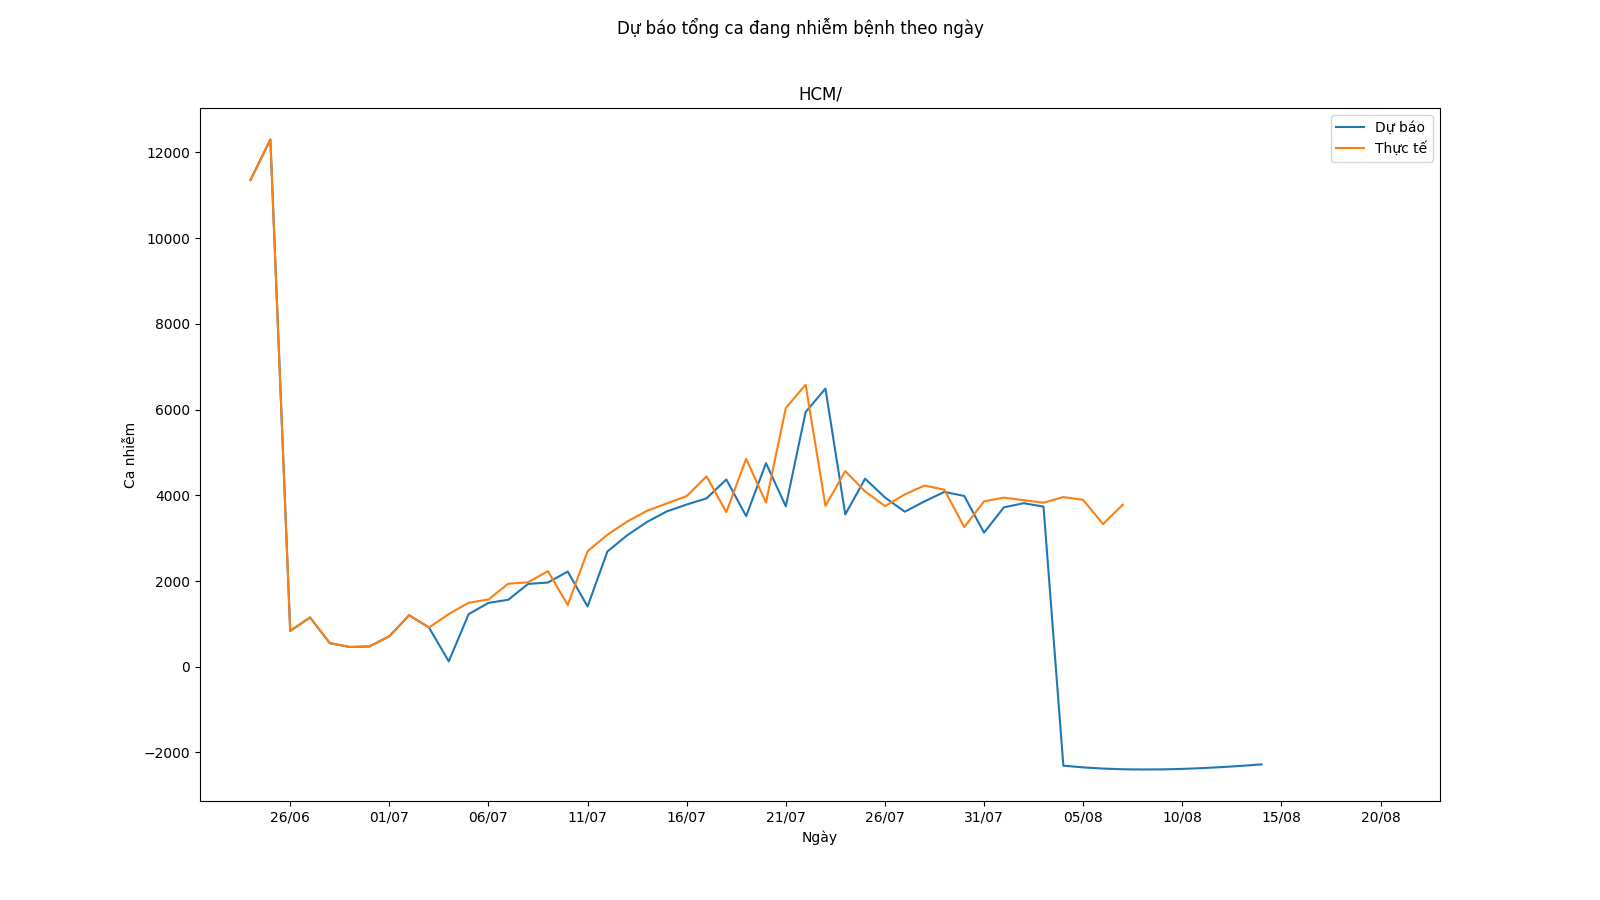 Dự báo tổng ca đang nhiễm bệnh theo ngày
HCM/
Dự báo
Thực tế
12000
10000
8000
6000
4000
2000
0
−2000
Ca nhiễm
26/06 01/07 06/07 11/07 16/07 21/07 26/07 31/07 05/08 10/08 15/08 20/08
Ngày